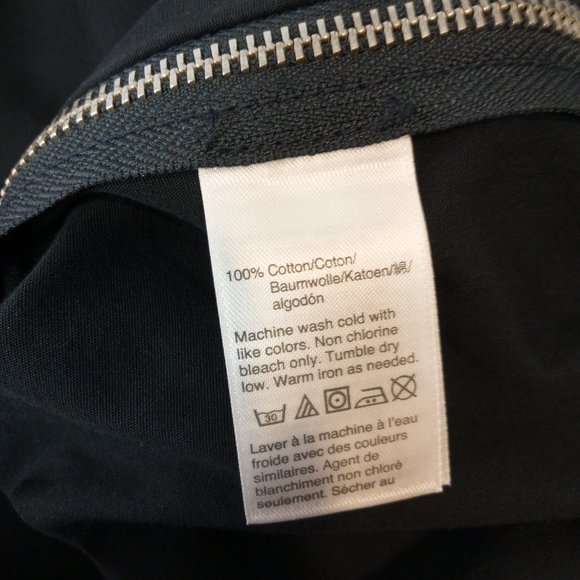 100% Cotton/Coton/
Baumwolle/Katoen/綿/
algodón
Machine wash cold with
like colors. Non chlorine
bleach only. Tumble dry
low. Warm iron as needed.
30
Laver à la machine à l'eau
froide avec des couleurs
similaires. Agent de
blanchiment non chloré
seulement. Sécher au